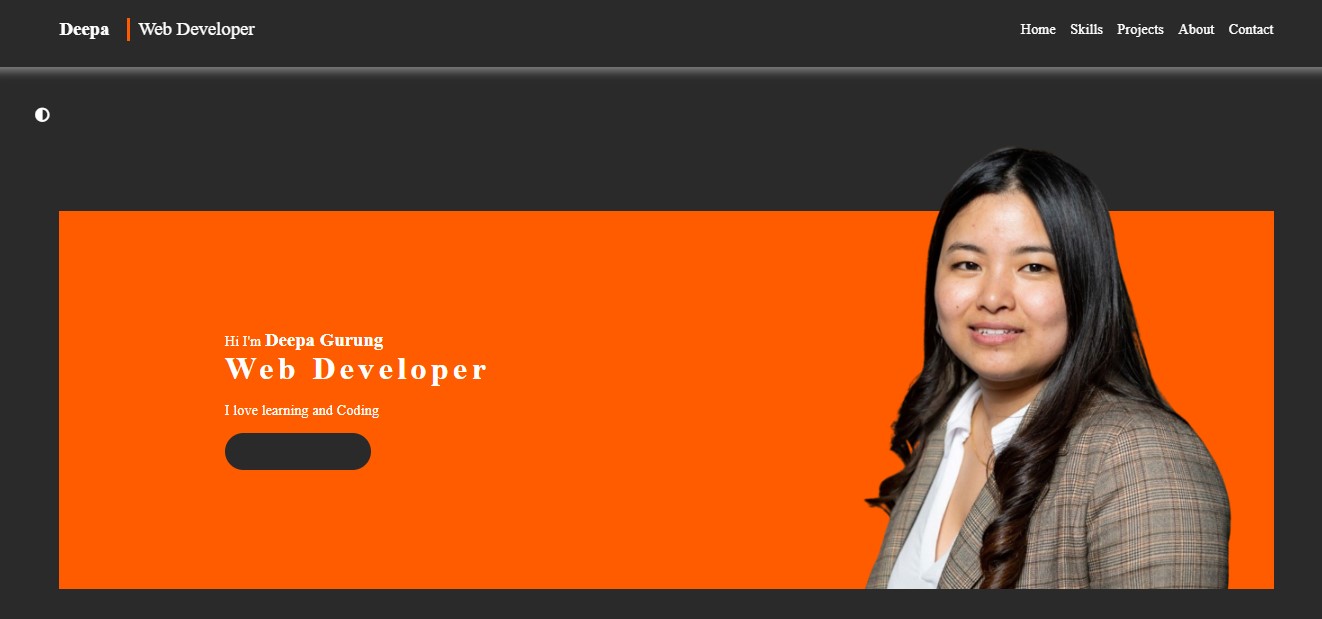 Deepa Web Developer
Home Skills Projects About Contact
Hi I'm Deepa Gurung
Web Developer
I love learning and Coding